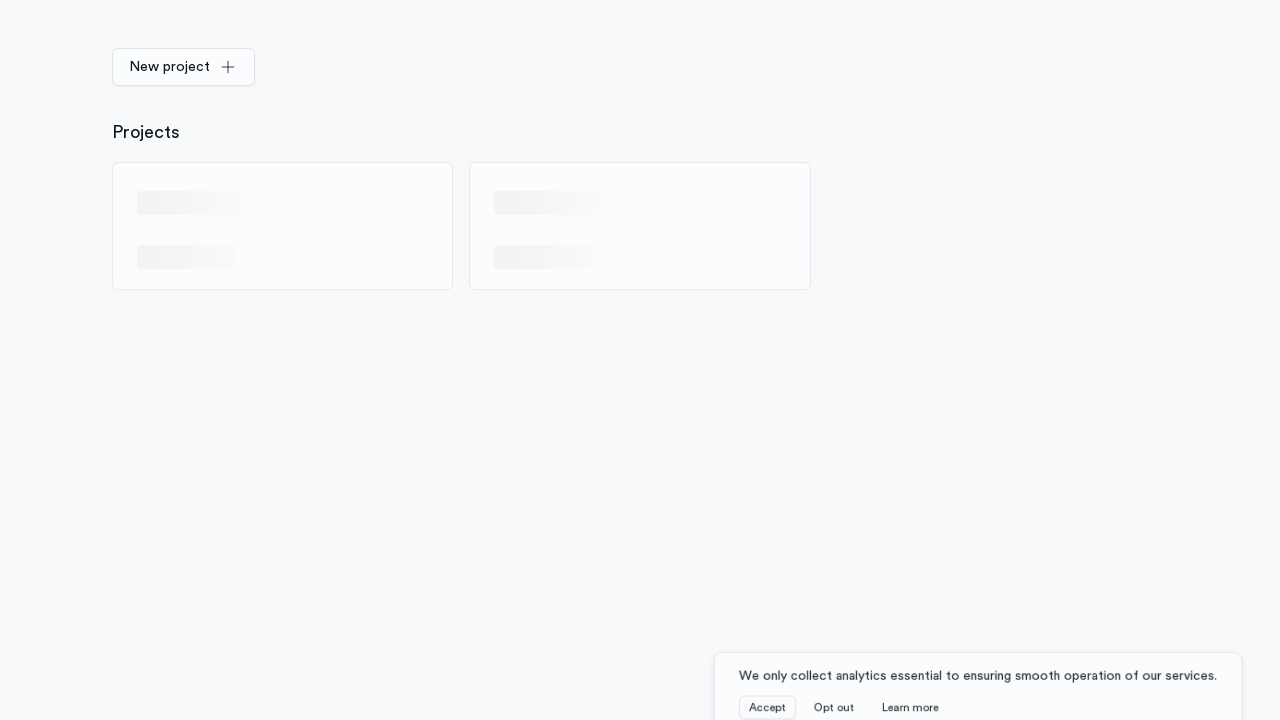 New project
Projects
We only collect analytics essential to ensuring smooth operation of our services.
Accept
Opt out
Learn more